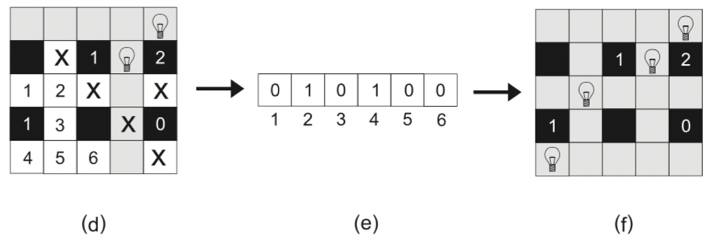 X 1 2
1 2 X X
1 3 X 0
4 5 6 X
0 1 0 1 0 0
1 2 3 4 5 6
1 2
1 0
(d) (e) (f)